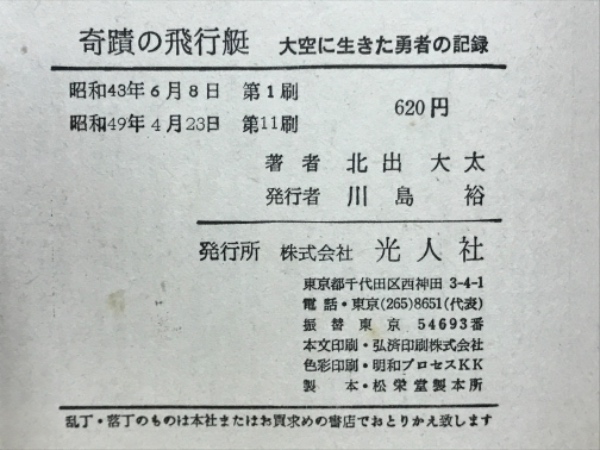 奇蹟の飛行艇 大空に生きた勇者の記録
昭和43年6月8日 第1刷
昭和49年4月23日 第11刷
620円
著者 北出大太
発行者 川島裕
発行所 株式会社 光人社
東京都千代田区西神田 3-4-1
電話・東京(265)8651(代表)
振替東京 54693番
本文印刷・弘済印刷株式会社
色彩印刷・明和プロセスKK
製本・松栄堂製本所
乱丁・落丁のものは本社またはお買求めの書店でおとりかえ致します